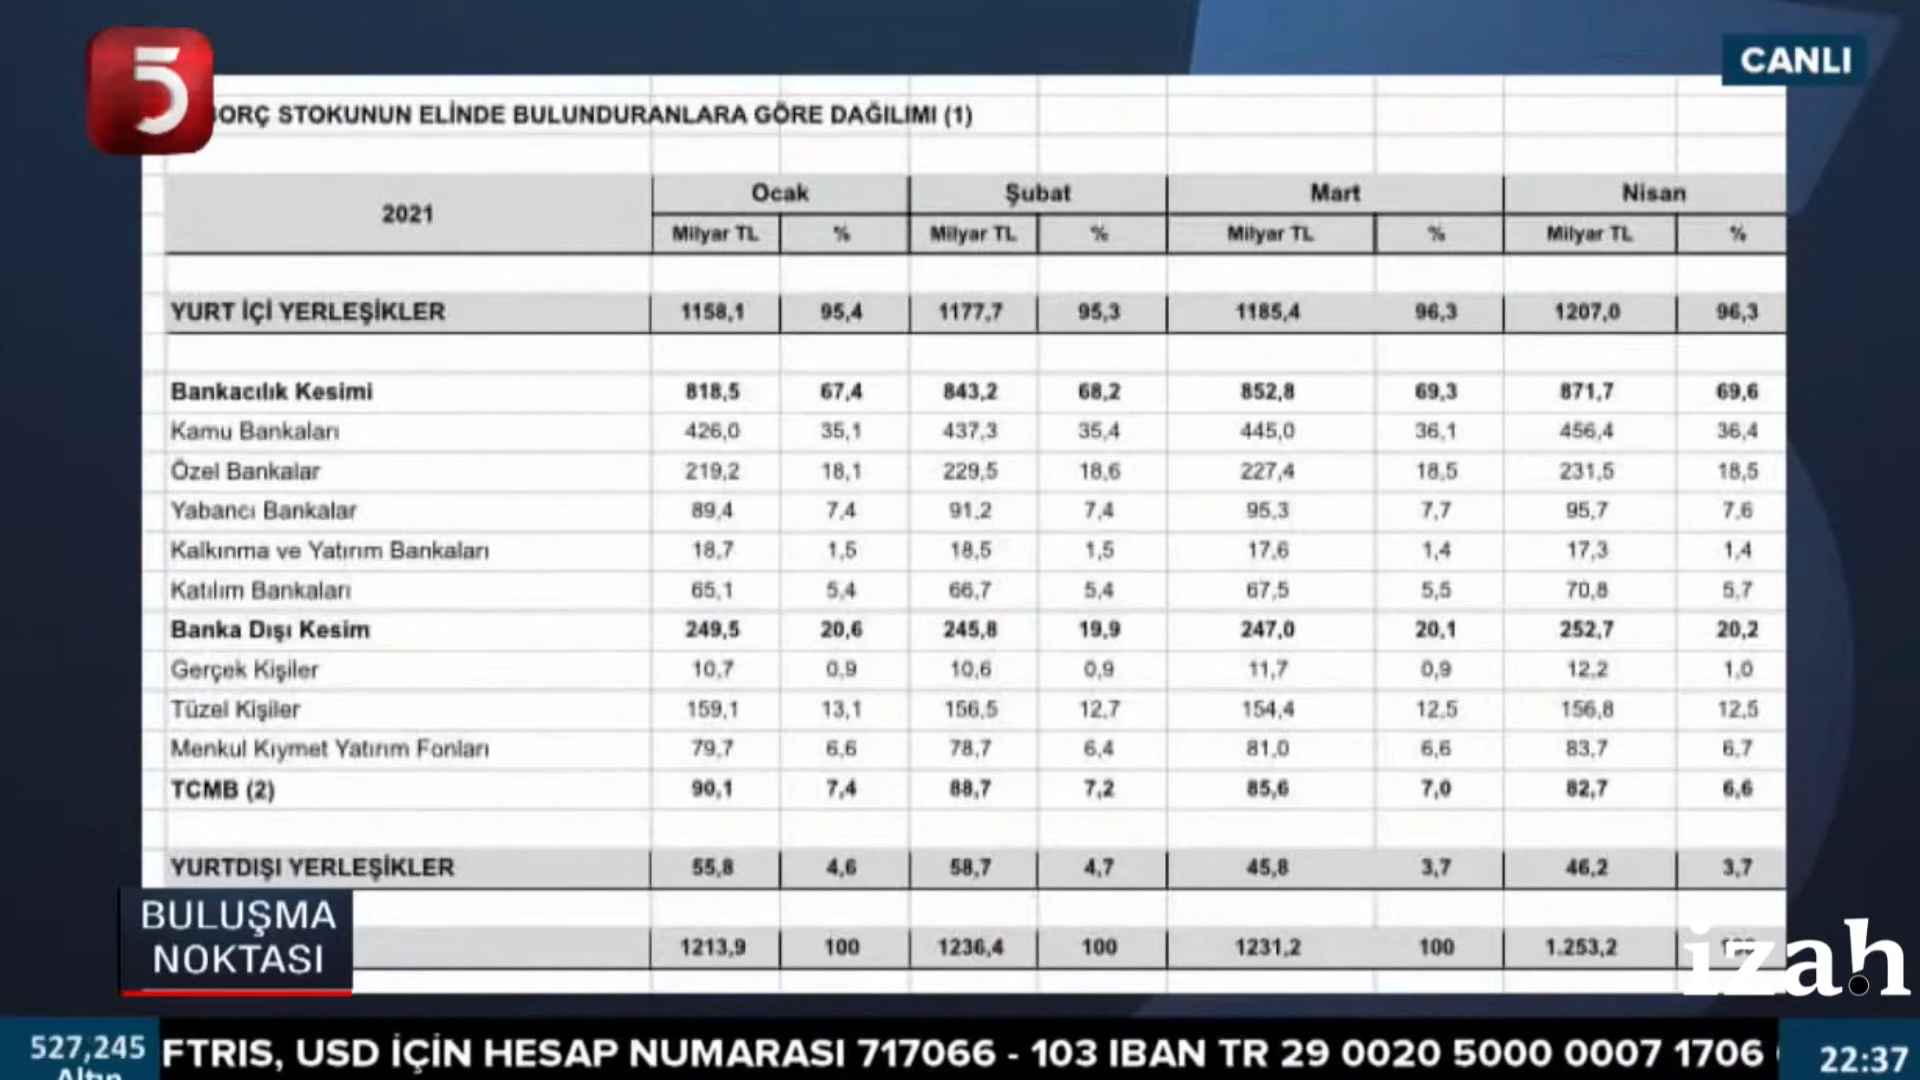 5
CANLI
ORÇ STOKUNUN ELİNDE BULUNDURANLARA GÖRE DAĞILIMI (1)
2021 Ocak Şubat Mart Nisan
Milyar TL % Milyar TL % Milyar TL % Milyar TL %
YURT İÇİ YERLEŞİKLER 1158,1 95,4 1177,7 95,3 1185,4 96,3 1207,0 96,3
Bankacılık Kesimi 818,5 67,4 843,2 68,2 852,8 69,3 871,7 69,6
Kamu Bankaları 426,0 35,1 437,3 35,4 445,0 36,1 456,4 36,4
Özel Bankalar 219,2 18,1 229,5 18,6 227,4 18,5 231,5 18,5
Yabancı Bankalar 89,4 7,4 91,2 7,4 95,3 7,7 95,7 7,6
Kalkınma ve Yatırım Bankaları 18,7 1,5 18,5 1,5 17,6 1,4 17,3 1,4
Katılım Bankaları 65,1 5,4 66,7 5,4 67,5 5,5 70,8 5,7
Banka Dışı Kesim 249,5 20,6 245,8 19,9 247,0 20,1 252,7 20,2
Gerçek Kişiler 10,7 0,9 10,6 0,9 11,7 0,9 12,2 1,0
Tüzel Kişiler 159,1 13,1 156,5 12,7 154,4 12,5 156,8 12,5
Menkul Kıymet Yatırım Fonları 79,7 6,6 78,7 6,4 81,0 6,6 83,7 6,7
TCMB (2) 90,1 7,4 88,7 7,2 85,6 7,0 82,7 6,6
YURTDIŞI YERLEŞİKLER 55,8 4,6 58,7 4,7 45,8 3,7 46,2 3,7
1213,9 100 1236,4 100 1231,2 100 1.253,2
BULUŞMA
NOKTASI
izah
527,245
Altın
FTRIS, USD İÇİN HESAP NUMARASI 717066 - 103 IBAN TR 29 0020 5000 0007 1706
22:37